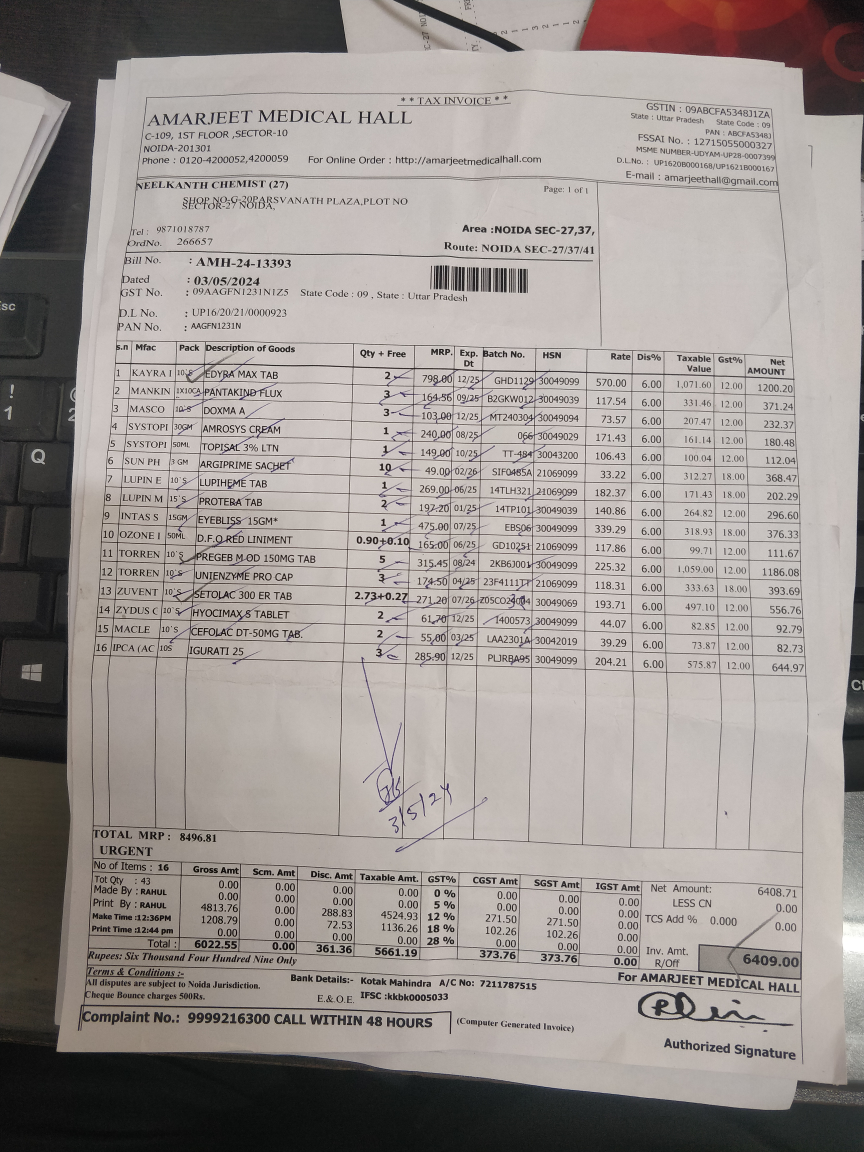 * * TAX INVOICE * *
AMARJEET MEDICAL HALL
C-109, 1ST FLOOR ,SECTOR-10
NOIDA-201301
Phone : 0120-4200052,4200059 For Online Order : http://amarjeetmedicalhall.com
GSTIN : 09ABCFA5348J1ZA
State : Uttar Pradesh State Code : 09
PAN : ABCFA5348J
FSSAI No. : 12715055000327
MSME NUMBER-UDYAM-UP28-0007399
D.L.No. : UP1620B000168/UP1621B000167
E-mail : amarjeethall@gmail.com
NEELKANTH CHEMIST (27)
Page: 1 of 1
SHOP NO-G-20PARSVANATH PLAZA,PLOT NO
SECTOR-27 NOIDA,
Tel : 9871018787
OrdNo. 266657
Area :NOIDA SEC-27,37,
Route: NOIDA SEC-27/37/41
Bill No. : AMH-24-13393
Dated : 03/05/2024
GST No. : 09AAGFN1231N1Z5 State Code : 09 , State : Uttar Pradesh
D.L No. : UP16/20/21/0000923
PAN No. : AAGFN1231N
s.n Mfac Pack Description of Goods Qty + Free MRP. Exp. Dt Batch No. HSN Rate Dis% Taxable Value Gst% Net AMOUNT
1 KAYRA I 10'S EDYRA MAX TAB 2 798.00 12/25 GHD1129 30049099 570.00 6.00 1,071.60 12.00 1200.20
2 MANKIN 1X10CA PANTAKIND FLUX 3 164.56 09/25 B2GKW012 30049039 117.54 6.00 331.46 12.00 371.24
3 MASCO 10'S DOXMA A 3 103.00 12/25 MT240304 30049094 73.57 6.00 207.47 12.00 232.37
4 SYSTOPI 30GM AMROSYS CREAM 1 240.00 08/25 066 30049029 171.43 6.00 161.14 12.00 180.48
5 SYSTOPI 50ML TOPISAL 3% LTN 1 149.00 10/25 TT-484 30043200 106.43 6.00 100.04 12.00 112.04
6 SUN PH 3 GM ARGIPRIME SACHET 10 49.00 02/26 SIF0485A 21069099 33.22 6.00 312.27 18.00 368.47
7 LUPIN E 10'S LUPIHEME TAB 1 269.00 06/25 14TLH321 21069099 182.37 6.00 171.43 18.00 202.29
8 LUPIN M 15'S PROTERA TAB 2 197.20 01/25 14TP101 30049039 140.86 6.00 264.82 12.00 296.60
9 INTAS S 15GM EYEBLISS 15GM* 1 475.00 07/25 EBS06 30049099 339.29 6.00 318.93 18.00 376.33
10 OZONE I 50ML D.F.O RED LINIMENT 0.90+0.10 165.00 06/25 GD10251 21069099 117.86 6.00 99.71 12.00 111.67
11 TORREN 10'S PREGEB M-OD 150MG TAB 5 315.45 08/24 2KB6J001 30049099 225.32 6.00 1,059.00 12.00 1186.08
12 TORREN 10'S UNIENZYME PRO CAP 3 174.50 04/25 23F4111TT 21069099 118.31 6.00 333.63 18.00 393.69
13 ZUVENT 10'S SETOLAC 300 ER TAB 2.73+0.27 271.20 07/26 30049069 193.71 6.00 497.10 12.00 556.76
14 ZYDUS C 10'S HYOCIMAX S TABLET 2 61.70 12/25 I400573 30049099 44.07 6.00 82.85 12.00 92.79
15 MACLE 10'S CEFOLAC DT-50MG TAB. 2 55.00 03/25 LAA2301A 30042019 39.29 6.00 73.87 12.00 82.73
16 IPCA (AC 10S IGURATI 25 3 285.90 12/25 PLJRBA95 30049099 204.21 6.00 575.87 12.00 644.97
3/5/24
TOTAL MRP : 8496.81
URGENT
No of Items : 16 Gross Amt Scm. Amt Disc. Amt Taxable Amt. GST% CGST Amt SGST Amt IGST Amt Net Amount: 6408.71
Tot Qty : 43 0.00 0.00 0.00 0 % 0.00 0.00 0.00 LESS CN 0.00
Made By : RAHUL 0.00 0.00 0.00 0.00 5 % 0.00 0.00 0.00 TCS Add % 0.000 0.00
Print By : RAHUL 4813.76 0.00 288.83 4524.93 12 % 271.50 271.50 0.00
Make Time :12:36PM 1208.79 0.00 72.53 1136.26 18 % 102.26 102.26 0.00
Print Time :12:44 pm 0.00 0.00 0.00 0.00 28 % 0.00
Total : 6022.55 0.00 361.36 5661.19 373.76 373.76 0.00 Inv. Amt. R/Off 6409.00
Rupees: Six Thousand Four Hundred Nine Only
For AMARJEET MEDICAL HALL
Terms & Conditions :-
All disputes are subject to Noida Jurisdiction.
Cheque Bounce charges 500Rs.
Bank Details:- Kotak Mahindra A/C No: 7211787515
E.& O.E. IFSC :kkbk0005033
Complaint No.: 9999216300 CALL WITHIN 48 HOURS
(Computer Generated Invoice)
Authorized Signature
sc
!
1
Q